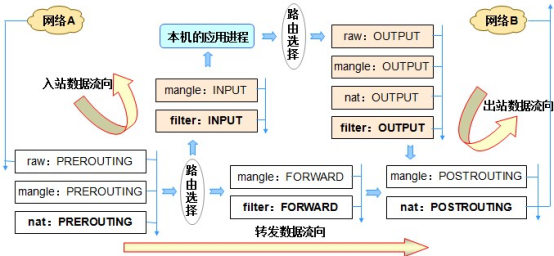 网络A
网络B
本机的应用进程
路由选择
raw：OUTPUT
mangle：OUTPUT
nat：OUTPUT
filter：OUTPUT
入站数据流向
mangle：INPUT
filter：INPUT
出站数据流向
raw：PREROUTING
mangle：PREROUTING
nat：PREROUTING
路由选择
mangle：FORWARD
filter：FORWARD
mangle：POSTROUTING
nat：POSTROUTING
转发数据流向